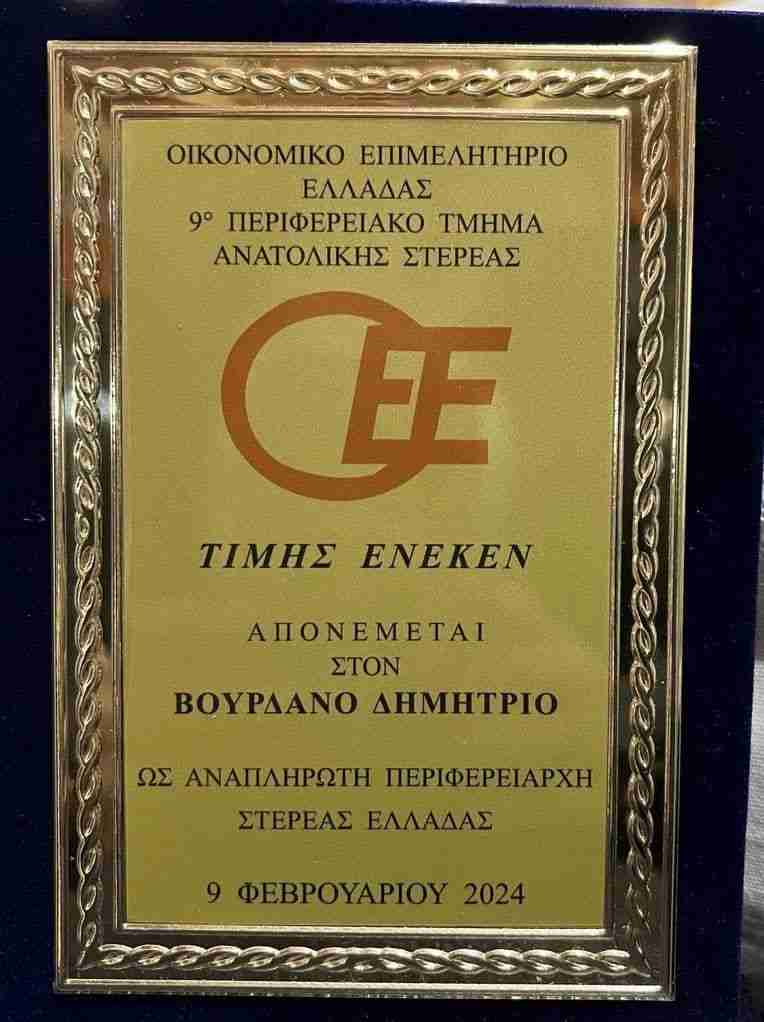 ΟΙΚΟΝΟΜΙΚΟ ΕΠΙΜΕΛΗΤΗΡΙΟ
ΕΛΛΑΔΑΣ
9° ΠΕΡΙΦΕΡΕΙΑΚΟ ΤΜΗΜΑ
ΑΝΑΤΟΛΙΚΗΣ ΣΤΕΡΕΑΣ
ΟΕΕ
ΤΙΜΗΣ ΕΝΕΚΕΝ
ΑΠΟΝΕΜΕΤΑΙ
ΣΤΟΝ
ΒΟΥΡΔΑΝΟ ΔΗΜΗΤΡΙΟ
ΩΣ ΑΝΑΠΛΗΡΩΤΗ ΠΕΡΙΦΕΡΕΙΑΡΧΗ
ΣΤΕΡΕΑΣ ΕΛΛΑΔΑΣ
9 ΦΕΒΡΟΥΑΡΙΟΥ 2024